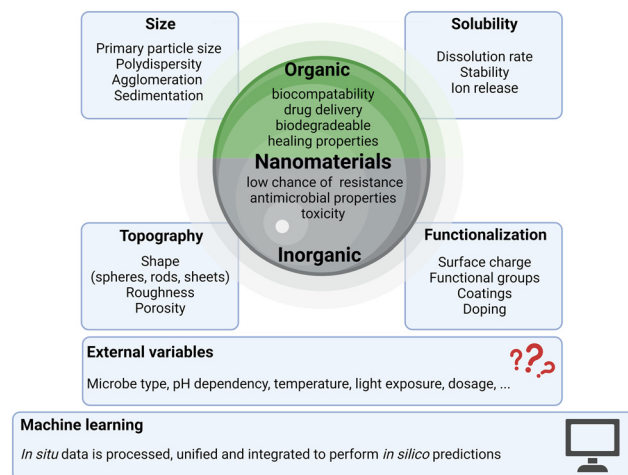 Size
Primary particle size
Polydispersity
Agglomeration
Sedimentation
Solubility
Dissolution rate
Stability
Ion release
Organic
biocompatability
drug delivery
biodegradeable
healing properties
Nanomaterials
low chance of resistance
antimicrobial properties
toxicity
Inorganic
Topography
Shape
(spheres, rods, sheets)
Roughness
Porosity
Functionalization
Surface charge
Functional groups
Coatings
Doping
External variables
???
Microbe type, pH dependency, temperature, light exposure, dosage, ...
Machine learning
In situ data is processed, unified and integrated to perform in silico predictions